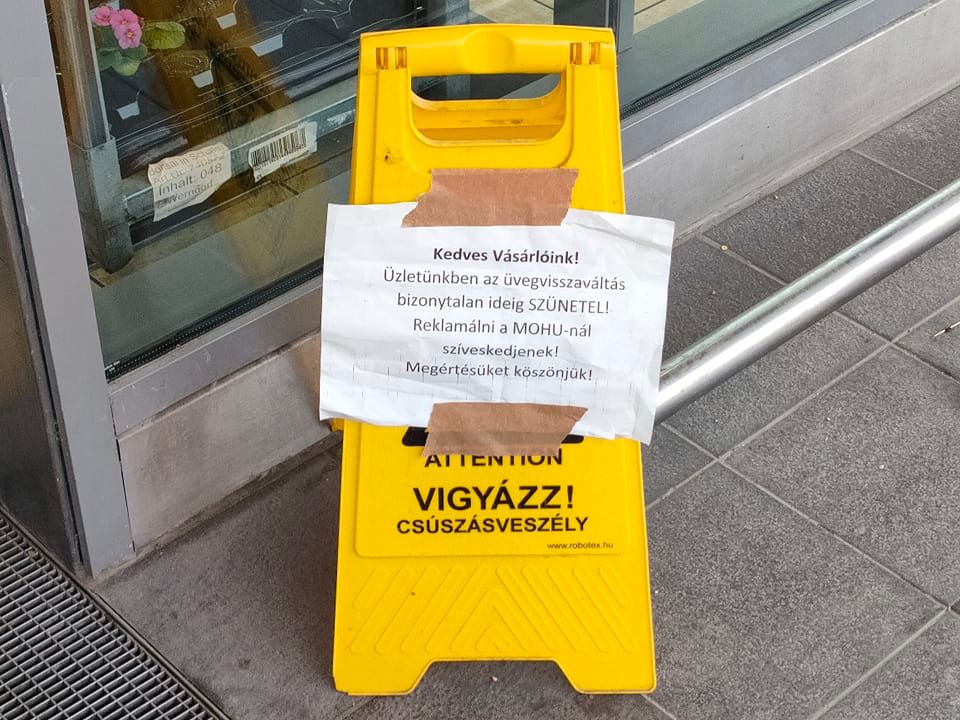 Inhalt: 048
Kedves Vásárlóink!
Üzletünkben az üvegvisszaváltás
bizonytalan ideig SZÜNETEL!
Reklamálni a MOHU-nál
szíveskedjenek!
Megértésüket köszönjük!
ATTENTION
VIGYÁZZ!
CSÚSZÁSVESZÉLY
www.robotex.hu